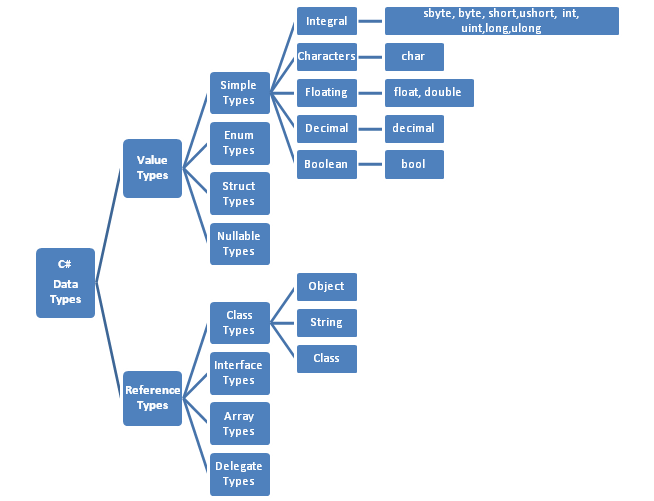 C#
Data
Types
Value
Types
Simple
Types
Integral
sbyte, byte, short,ushort, int,
uint,long,ulong
Characters
char
Floating
float, double
Decimal
decimal
Boolean
bool
Enum
Types
Struct
Types
Nullable
Types
Reference
Types
Class
Types
Object
String
Class
Interface
Types
Array
Types
Delegate
Types